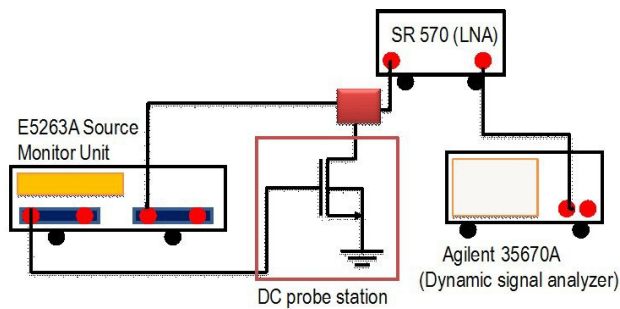 SR 570 (LNA)
E5263A Source
Monitor Unit
Agilent 35670A
(Dynamic signal analyzer)
DC probe station